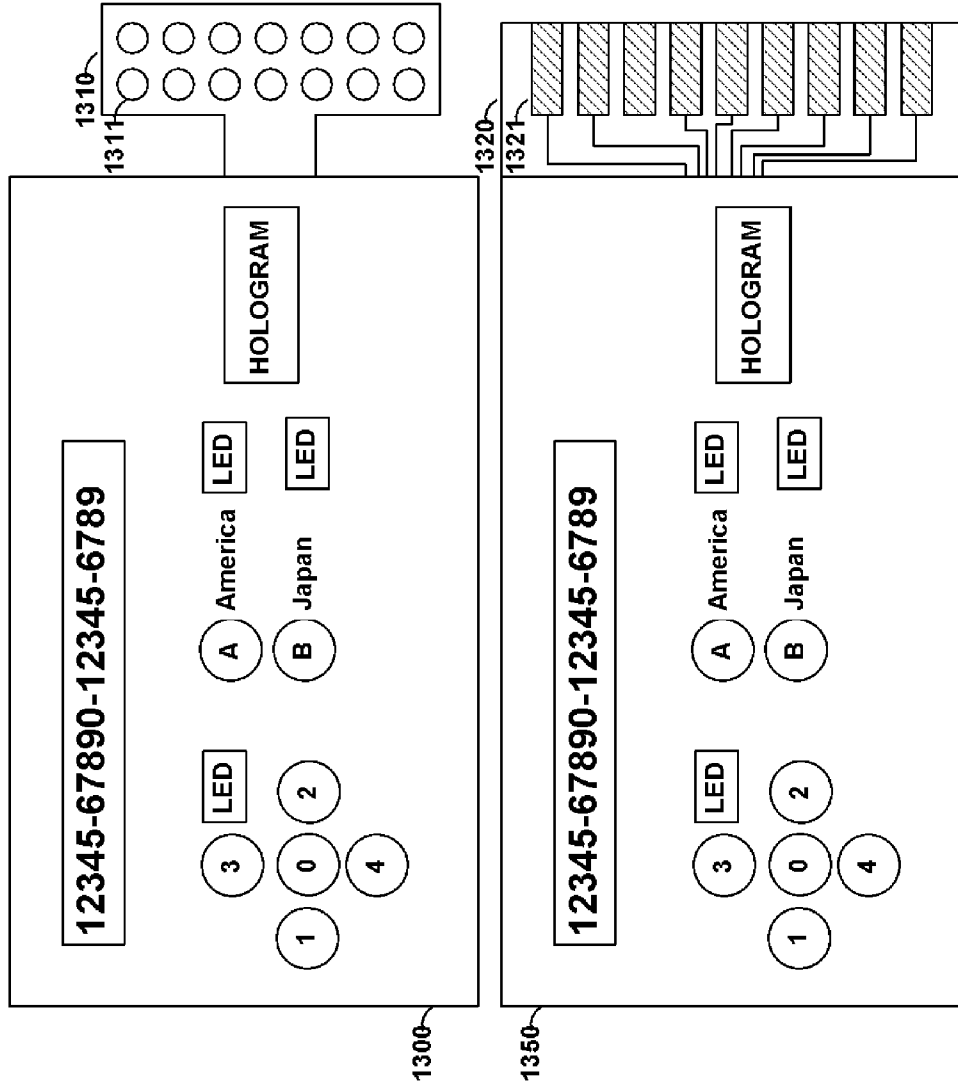 1310
12345-67890-12345-6789
1311
3 LED A America LED
HOLOGRAM
1 0 2 B Japan LED
4
1300
1320
1321
1350
12345-67890-12345-6789
3 LED A America LED
HOLOGRAM
1 0 2 B Japan LED
4